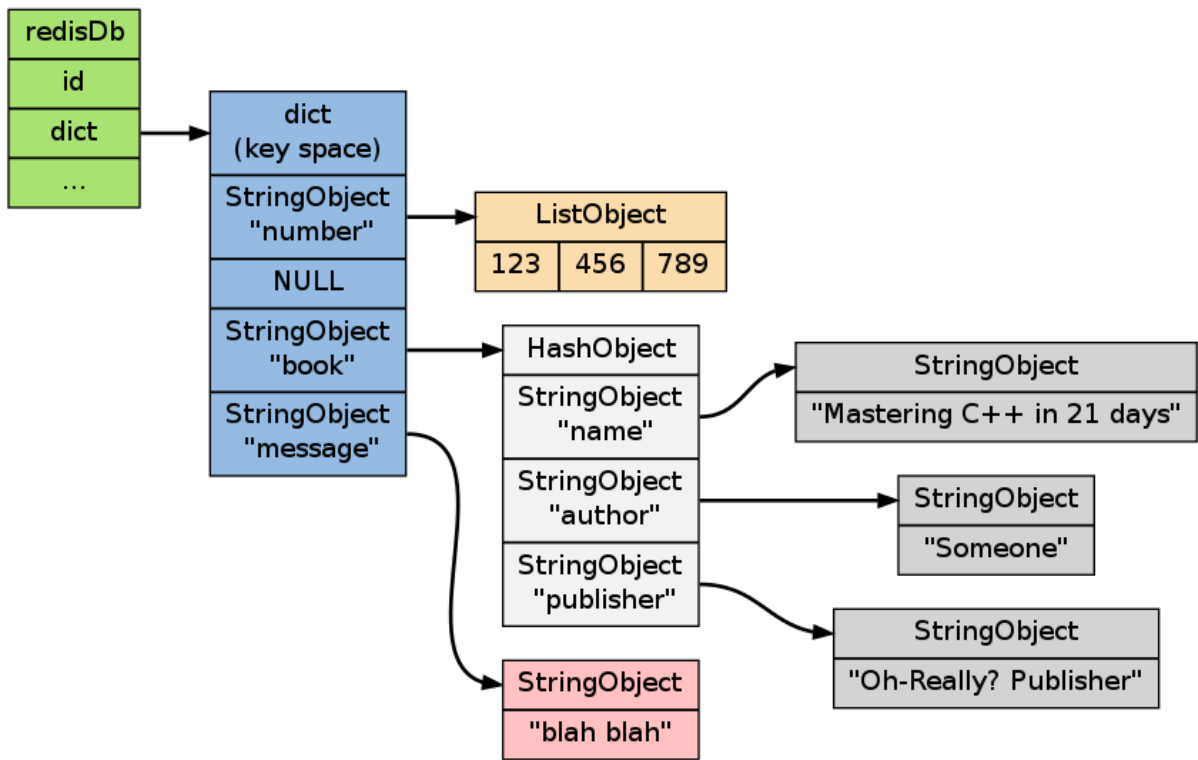 redisDb
id
dict
...
dict
(key space)
StringObject
"number"
NULL
StringObject
"book"
StringObject
"message"
ListObject
123 456 789
HashObject
StringObject
"name"
StringObject
"author"
StringObject
"publisher"
StringObject
"Mastering C++ in 21 days"
StringObject
"Someone"
StringObject
"Oh-Really? Publisher"
StringObject
"blah blah"